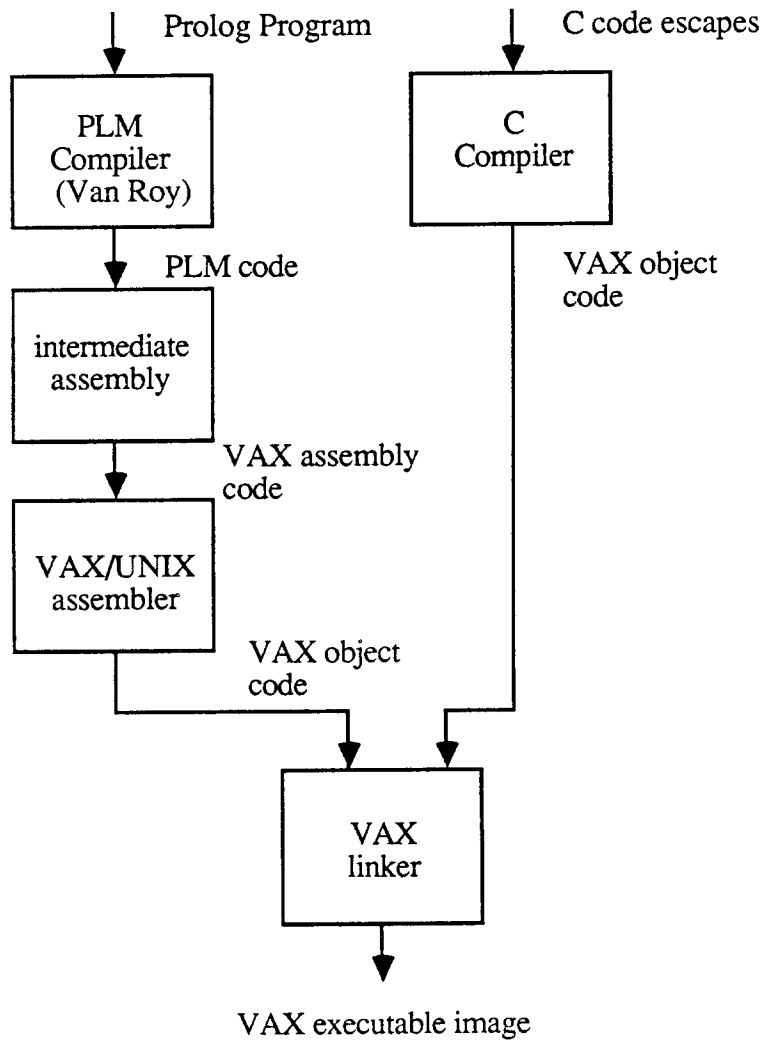 Prolog Program
C code escapes
PLM
Compiler
(Van Roy)
C
Compiler
PLM code
VAX object
code
intermediate
assembly
VAX assembly
code
VAX/UNIX
assembler
VAX object
code
VAX
linker
VAX executable image